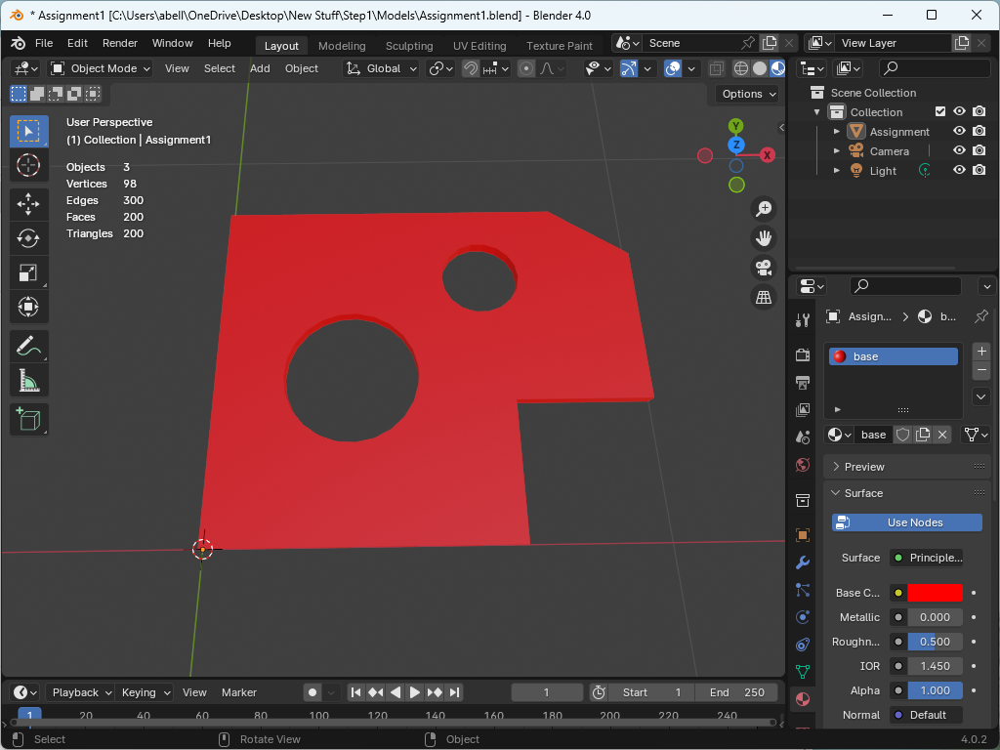 * Assignment1 [C:\Users\abell\OneDrive\Desktop\New Stuff\Step1\Models\Assignment1.blend] - Blender 4.0
File Edit Render Window Help Layout Modeling Sculpting UV Editing Texture Paint Scene View Layer
Object Mode View Select Add Object Global
Options
User Perspective
(1) Collection | Assignment1
Objects 3
Vertices 98
Edges 300
Faces 200
Triangles 200
Y
Z
X
Scene Collection
Collection
Assignment
Camera
Light
Assign... > b...
base
base
Preview
Surface
Use Nodes
Surface Principle...
Base C...
Metallic 0.000
Roughn... 0.500
IOR 1.450
Alpha 1.000
Normal Default
Playback Keying View Marker 1 Start 1 End 250
1 20 40 60 80 100 120 140 160 180 200 220 240
Select Rotate View Object 4.0.2